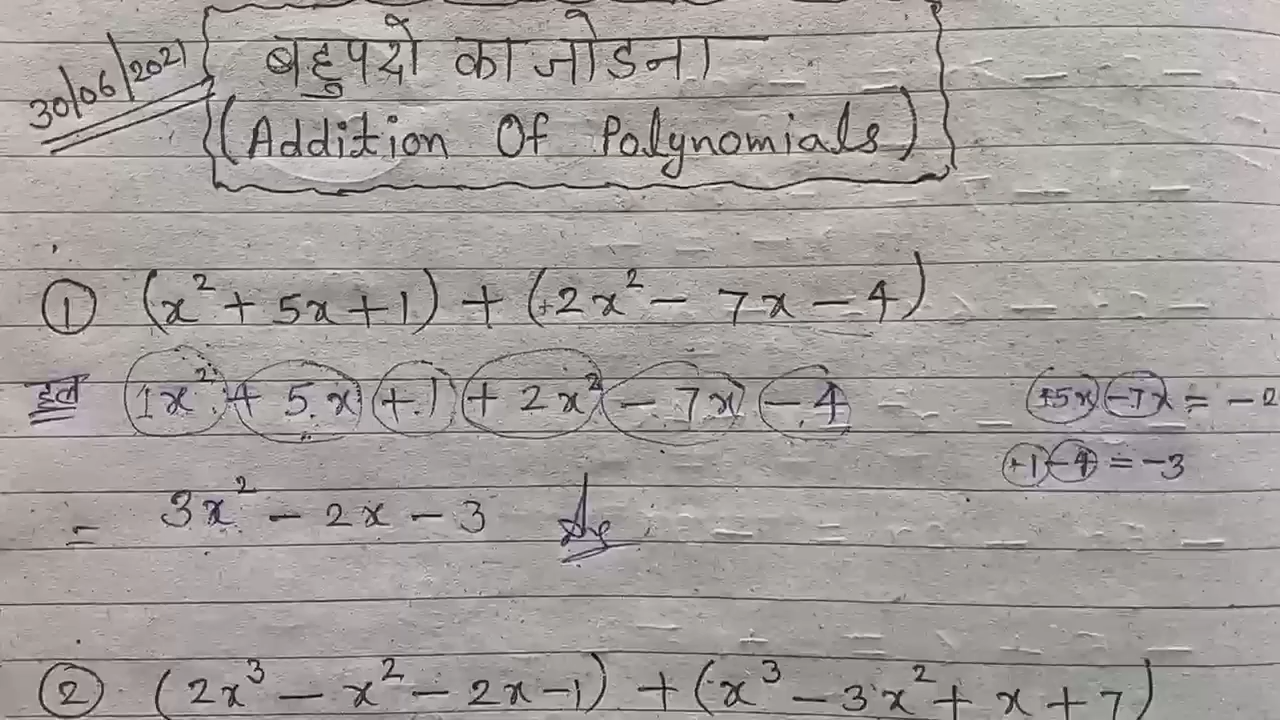 30/06/2021
बहुपदो का जोडना
(Addition Of Polynomials)
① (x² + 5x + 1) + (+2x² - 7x - 4)
हल 1x² + 5x + 1 + 2x² - 7x - 4
+5x - 7x = -2
+1 - 4 = -3
= 3x² - 2x - 3 Ans
② (2x³ - x² - 2x - 1) + (x³ - 3x² + x + 7)